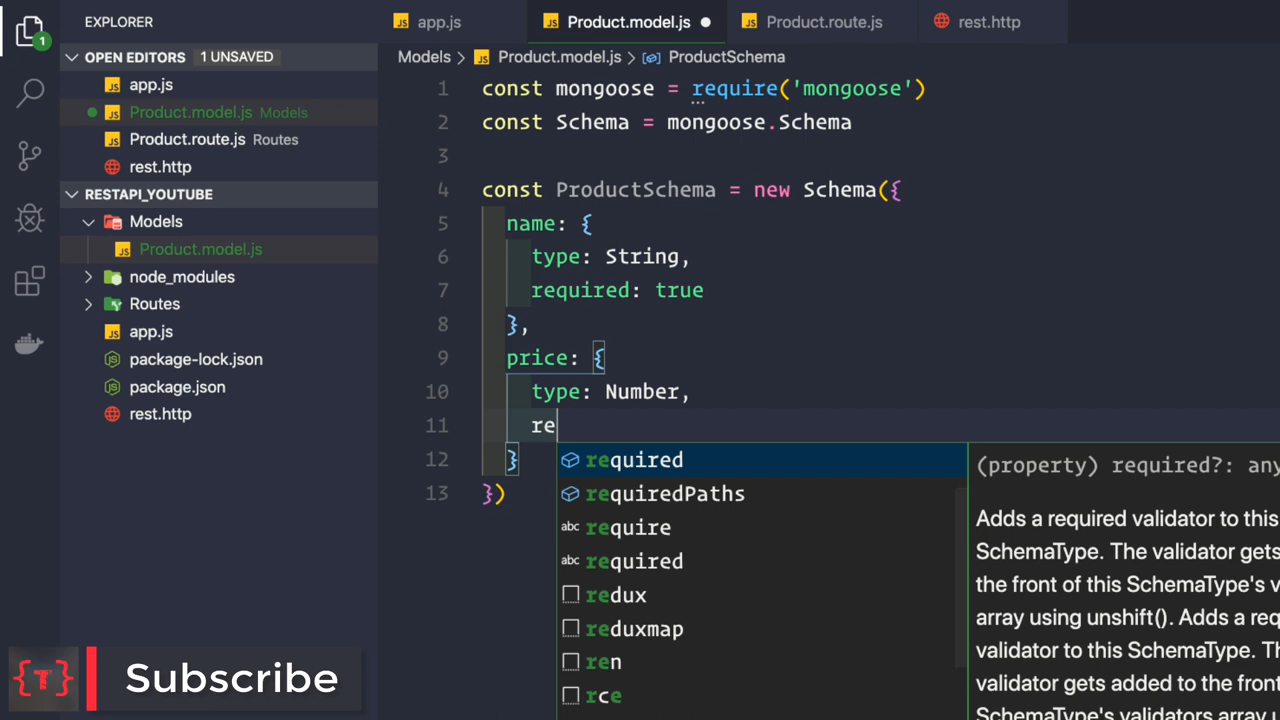 EXPLORER
OPEN EDITORS 1 UNSAVED
app.js
Product.model.js Models
Product.route.js Routes
rest.http
RESTAPI_YOUTUBE
Models
Product.model.js
node_modules
Routes
app.js
package-lock.json
package.json
rest.http
1
app.js Product.model.js Product.route.js rest.http
Models > Product.model.js > ProductSchema
1 const mongoose = require('mongoose')
2 const Schema = mongoose.Schema
3
4 const ProductSchema = new Schema({
5 name: {
6 type: String,
7 required: true
8 },
9 price: {
10 type: Number,
11 re
12 }
13 })
required
requiredPaths
abc require
abc required
redux
reduxmap
ren
rce
(property) required?: any
Adds a required validator to this
SchemaType. The validator gets
the front of this SchemaType's v
array using unshift(). Adds a req
validator to this SchemaType. Th
validator gets added to the front
SchemaType's validators array u
{T} Subscribe